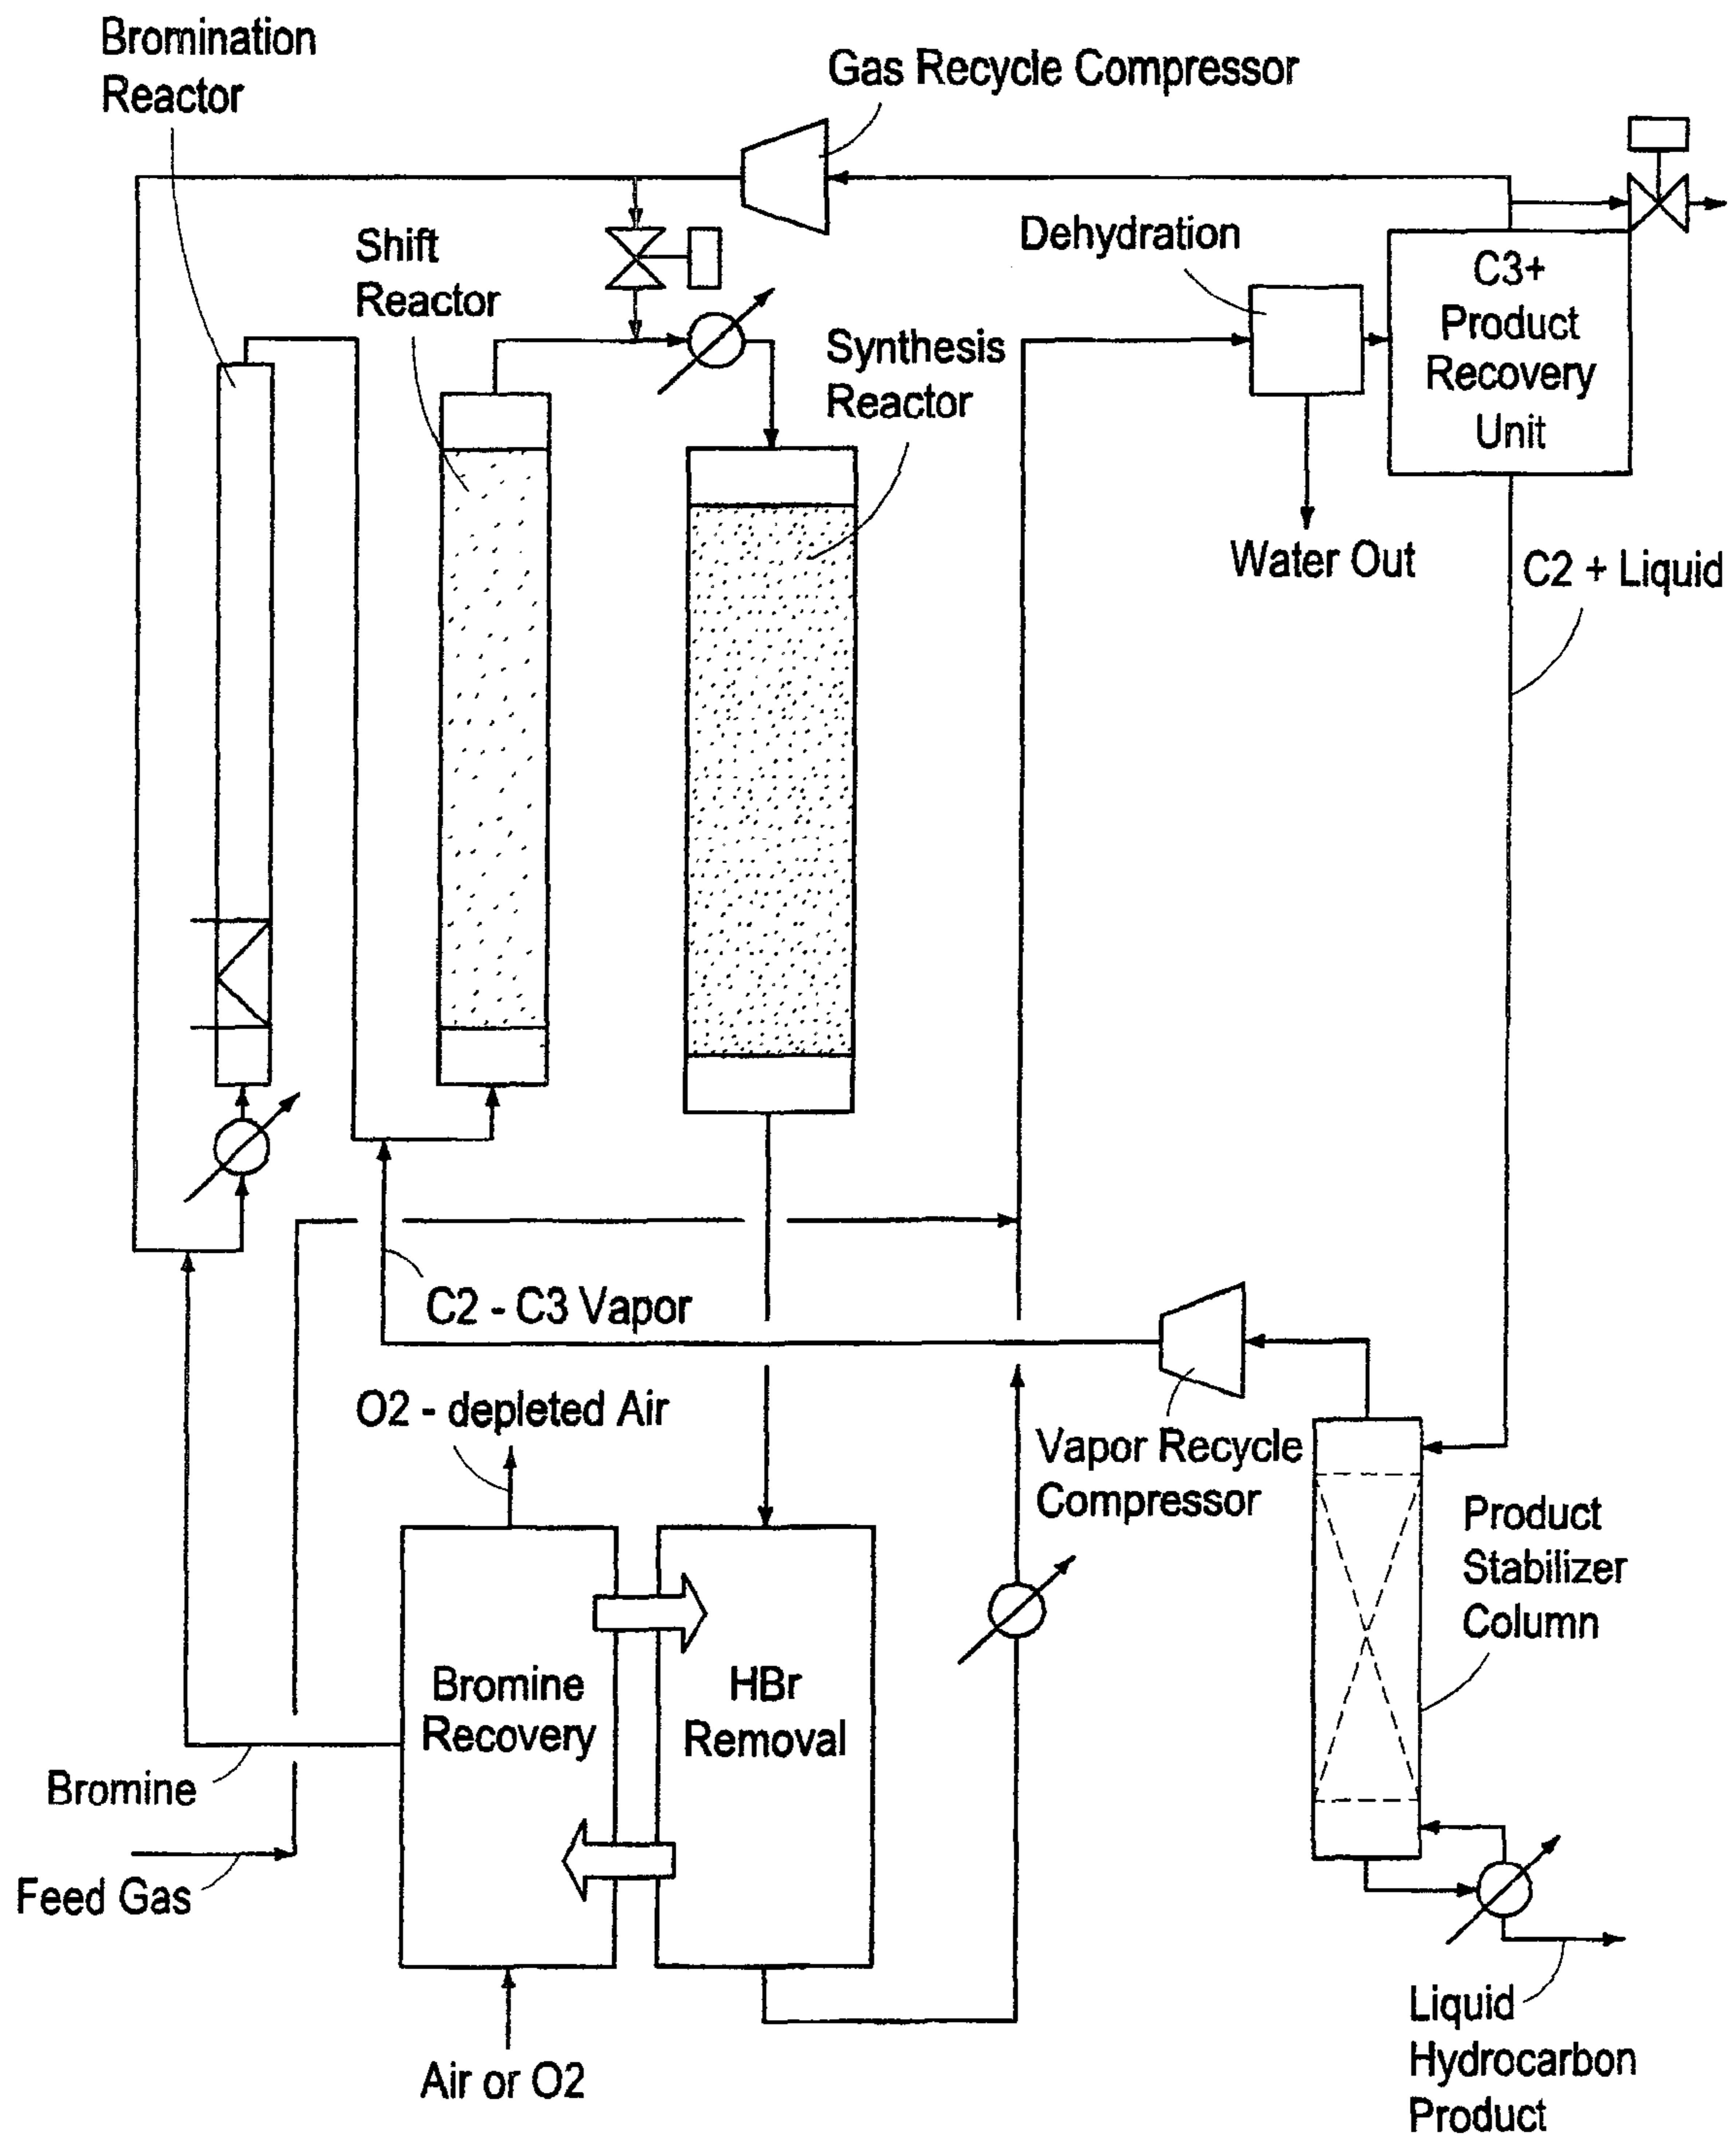 Bromination
Reactor
Gas Recycle Compressor
Shift
Reactor
Dehydration
C3+
Product
Recovery
Unit
Synthesis
Reactor
Water Out
C2 + Liquid
C2 - C3 Vapor
O2 - depleted Air
Vapor Recycle
Compressor
Product
Stabilizer
Column
Bromine
Recovery
HBr
Removal
Bromine
Feed Gas
Air or O2
Liquid
Hydrocarbon
Product